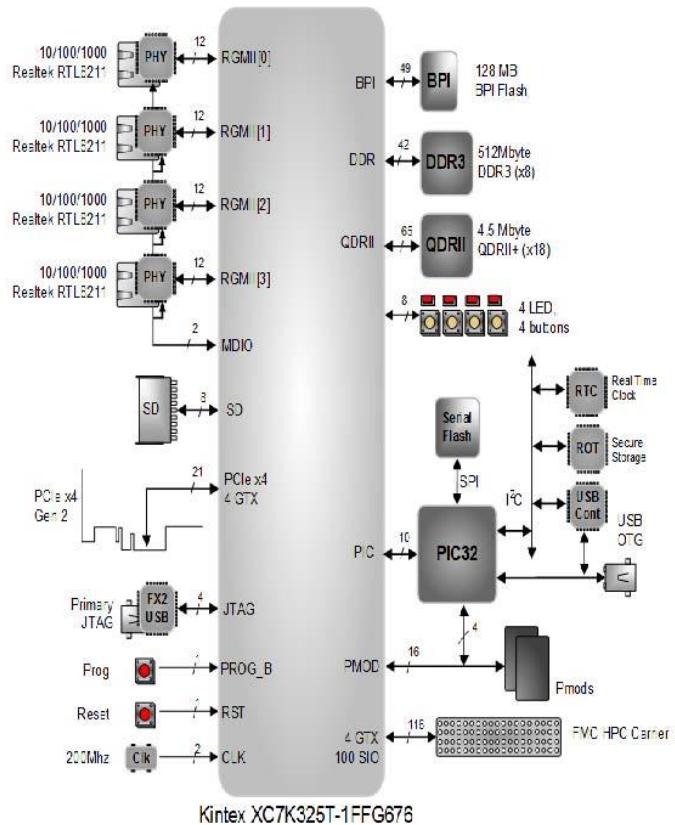 10/100/1000
Realtek RTL8211
PHY
12
RGMII[0]
10/100/1000
Realtek RTL8211
PHY
12
RGMII[1]
10/100/1000
Realtek RTL8211
PHY
12
RGMII[2]
10/100/1000
Realtek RTL8211
PHY
12
RGMII[3]
2
MDIO
SD
8
SD
PCIe x4
Gen 2
21
PCIe x4
4 GTX
Primary
JTAG
FX2
USB
4
JTAG
Prog
1
PROG_B
Reset
1
RST
200Mhz
Clk
2
CLK
BPI
49
BPI
128 MB
BPI Flash
DDR
42
DDR3
512Mbyte
DDR3 (x8)
QDRII
65
QDRII
4.5 Mbyte
QDRII+ (x18)
8
4 LED,
4 buttons
Serial
Flash
SPI
I²C
RTC
Real Time
Clock
ROT
Secure
Storage
USB
Cont
USB
OTG
PIC
10
PIC32
4
PMOD
16
Pmods
4 GTX
100 SIO
116
FMC HPC Carrier
Kintex XC7K325T-1FFG676